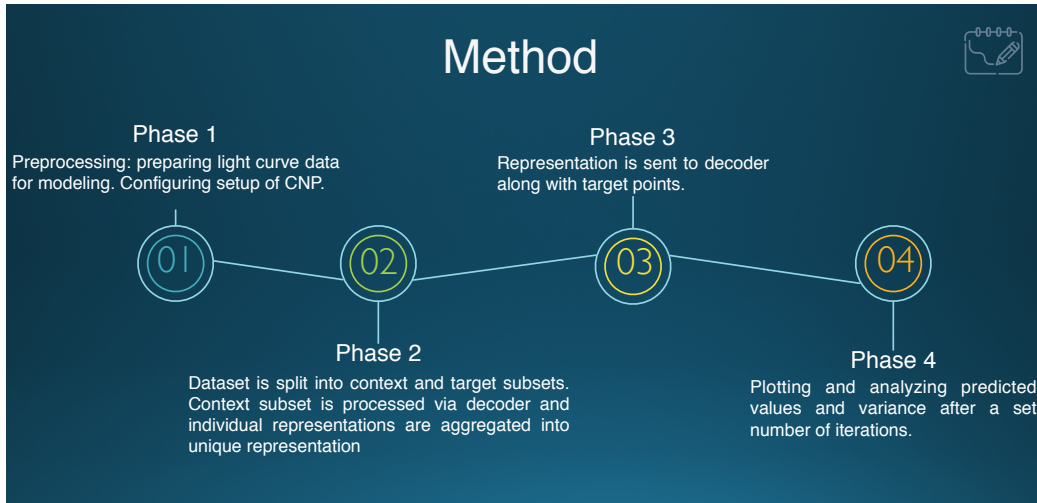 Method
Phase 1
Preprocessing: preparing light curve data
for modeling. Configuring setup of CNP.
01
Phase 2
Dataset is split into context and target subsets.
Context subset is processed via decoder and
individual representations are aggregated into
unique representation
02
Phase 3
Representation is sent to decoder
along with target points.
03
Phase 4
Plotting and analyzing predicted
values and variance after a set
number of iterations.
04